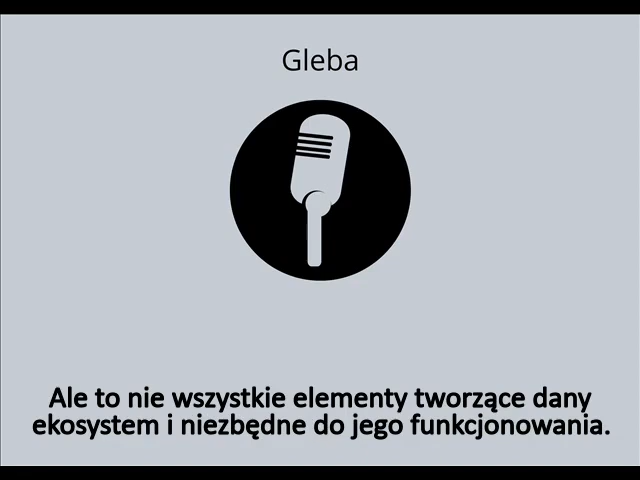 Gleba
Ale to nie wszystkie elementy tworzące dany
ekosystem i niezbędne do jego funkcjonowania.